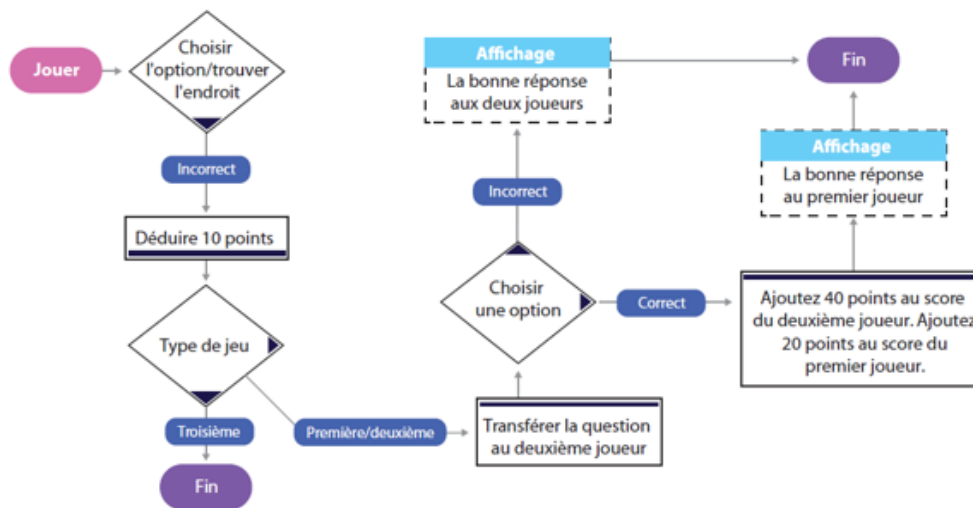 Jouer
Choisir
l'option/trouver
l'endroit
Incorrect
Déduire 10 points
Type de jeu
Troisième
Fin
Première/deuxième
Transférer la question
au deuxième joueur
Choisir
une option
Incorrect
Affichage
La bonne réponse
aux deux joueurs
Correct
Ajoutez 40 points au score
du deuxième joueur. Ajoutez
20 points au score du
premier joueur.
Affichage
La bonne réponse
au premier joueur
Fin